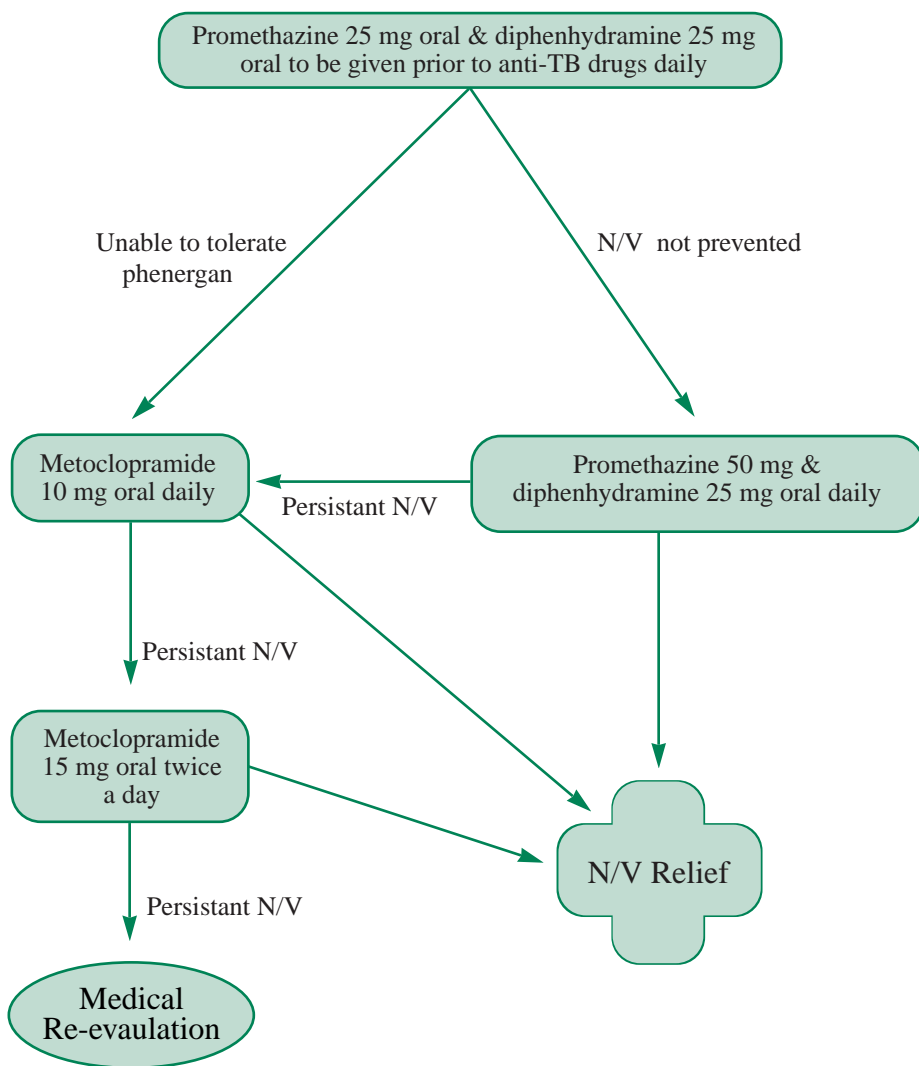 Promethazine 25 mg oral & diphenhydramine 25 mg
oral to be given prior to anti-TB drugs daily
Unable to tolerate
phenergan
N/V not prevented
Metoclopramide
10 mg oral daily
Persistant N/V
Promethazine 50 mg &
diphenhydramine 25 mg oral daily
Persistant N/V
Metoclopramide
15 mg oral twice
a day
N/V Relief
Persistant N/V
Medical
Re-evaulation